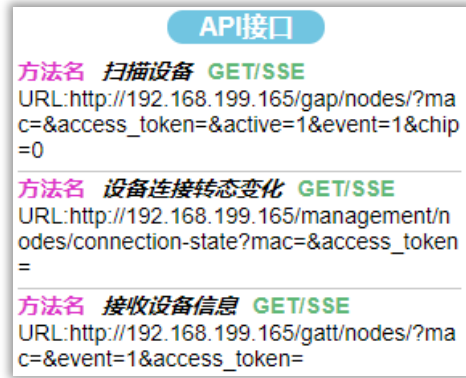 API接口
方法名 扫描设备 GET/SSE
URL:http://192.168.199.165/gap/nodes/?ma
c=&access_token=&active=1&event=1&chip
=0
方法名 设备连接转态变化 GET/SSE
URL:http://192.168.199.165/management/n
odes/connection-state?mac=&access_token
=
方法名 接收设备信息 GET/SSE
URL:http://192.168.199.165/gatt/nodes/?ma
c=&event=1&access_token=